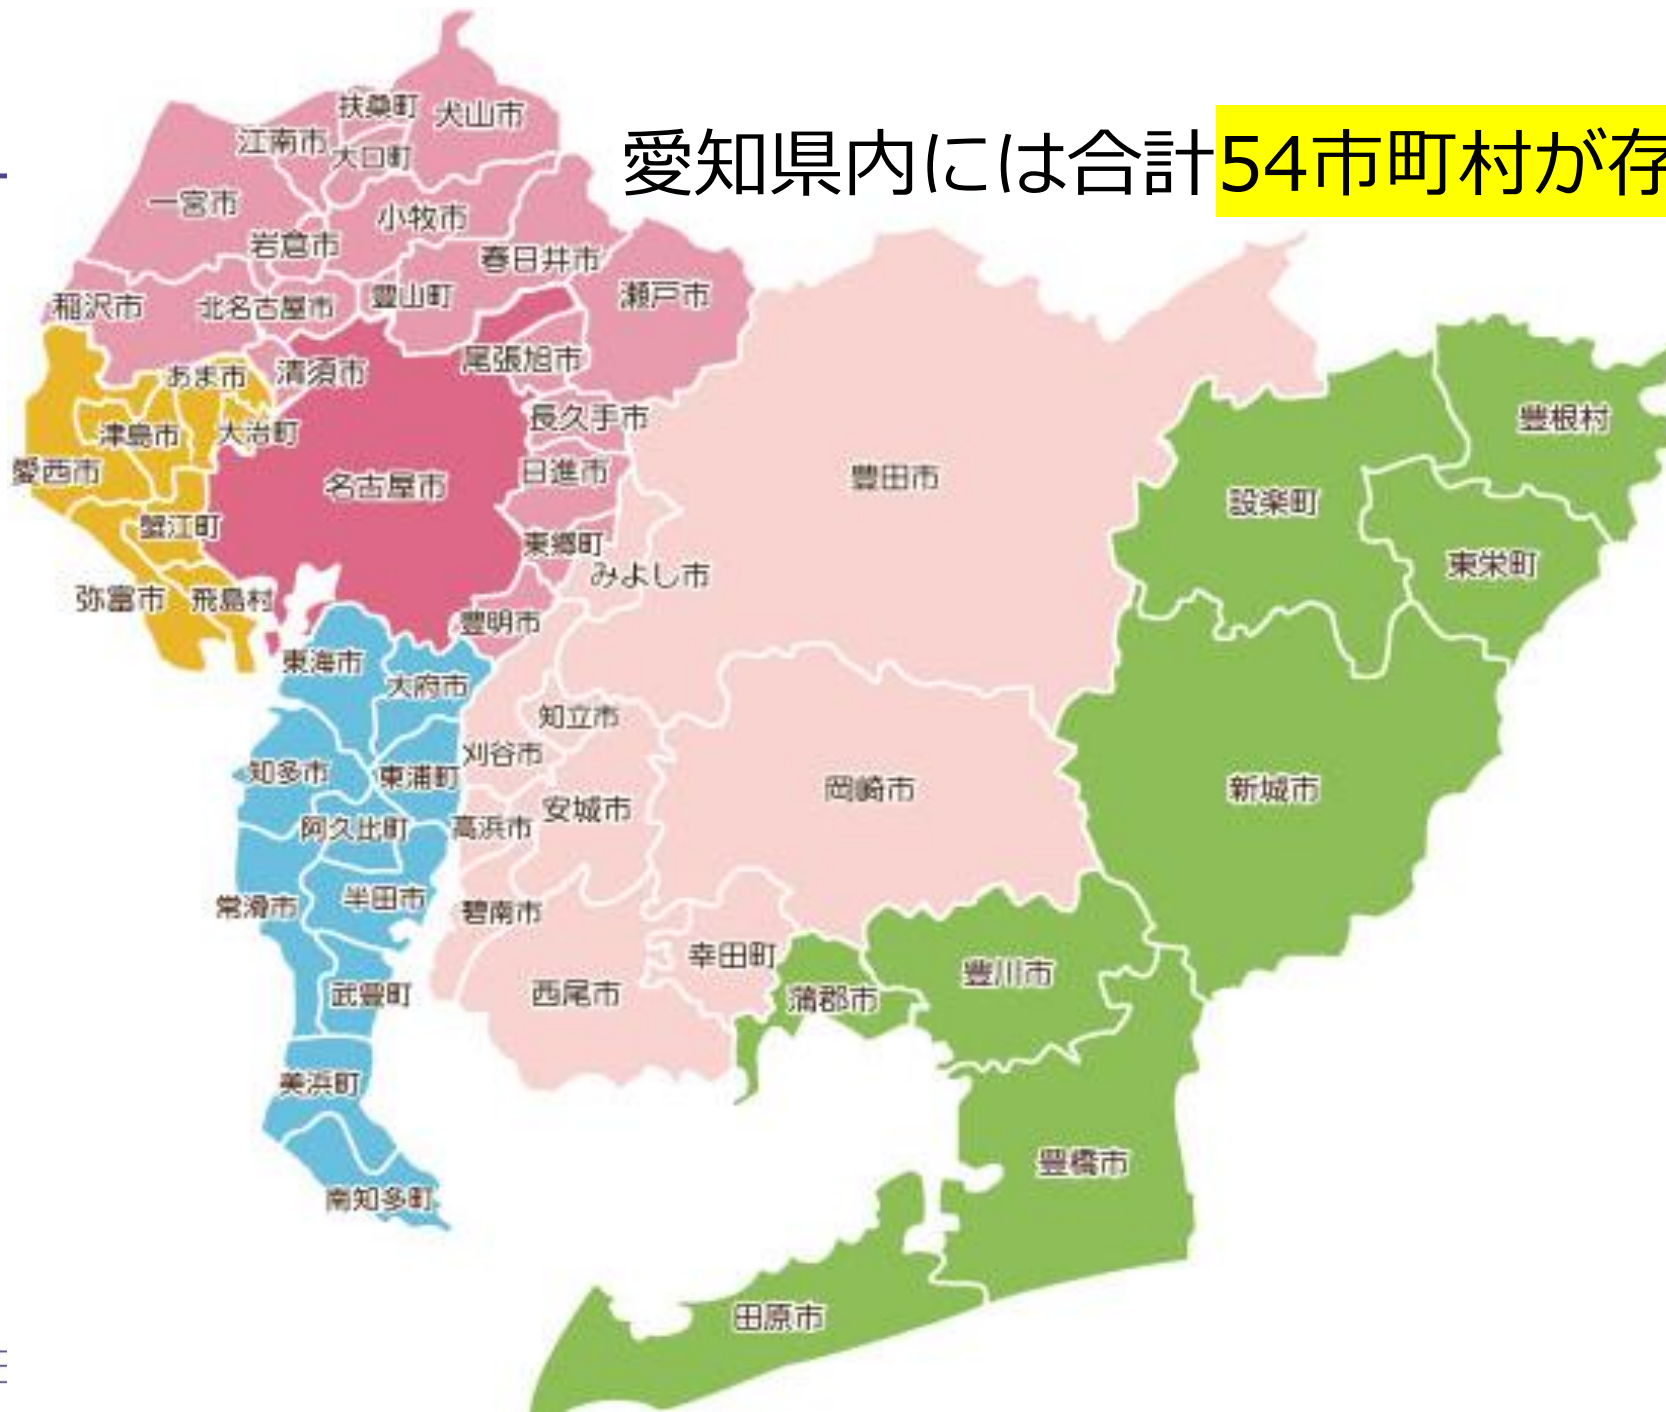 愛知県内には合計54市町村が存
扶桑町
犬山市
江南市
大口町
一宮市
小牧市
岩倉市
春日井市
稲沢市
北名古屋市
豊山町
瀬戸市
尾張旭市
あま市
清須市
長久手市
津島市
大治町
豊根村
愛西市
名古屋市
日進市
豊田市
設楽町
蟹江町
東郷町
みよし市
東栄町
弥富市
飛島村
豊明市
東海市
大府市
知立市
刈谷市
知多市
東浦町
岡崎市
新城市
安城市
阿久比町
高浜市
半田市
常滑市
碧南市
幸田町
豊川市
武豊町
西尾市
蒲郡市
美浜町
豊橋市
南知多町
田原市